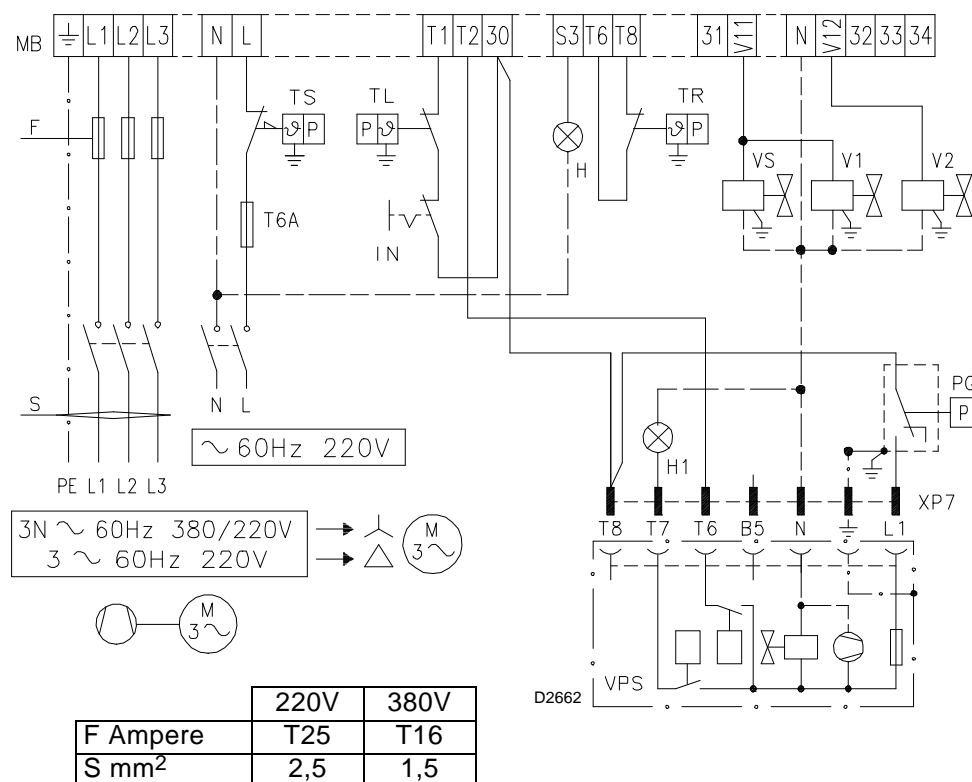 MB L1 L2 L3 N L T1 T2 30 S3 T6 T8 31 V11 N V12 32 33 34
TS TL TR
ϑ P P ϑ ϑ P
F
H
VS V1 V2
T6A
IN
S
N L
PG
P
~ 60Hz 220V
H1
PE L1 L2 L3
XP7
T8 T7 T6 B5 N L1
3N ~ 60Hz 380/220V
3 ~ 60Hz 220V
M
3~
M
3~
VPS
D2662
220V 380V
F Ampere T25 T16
S mm² 2,5 1,5